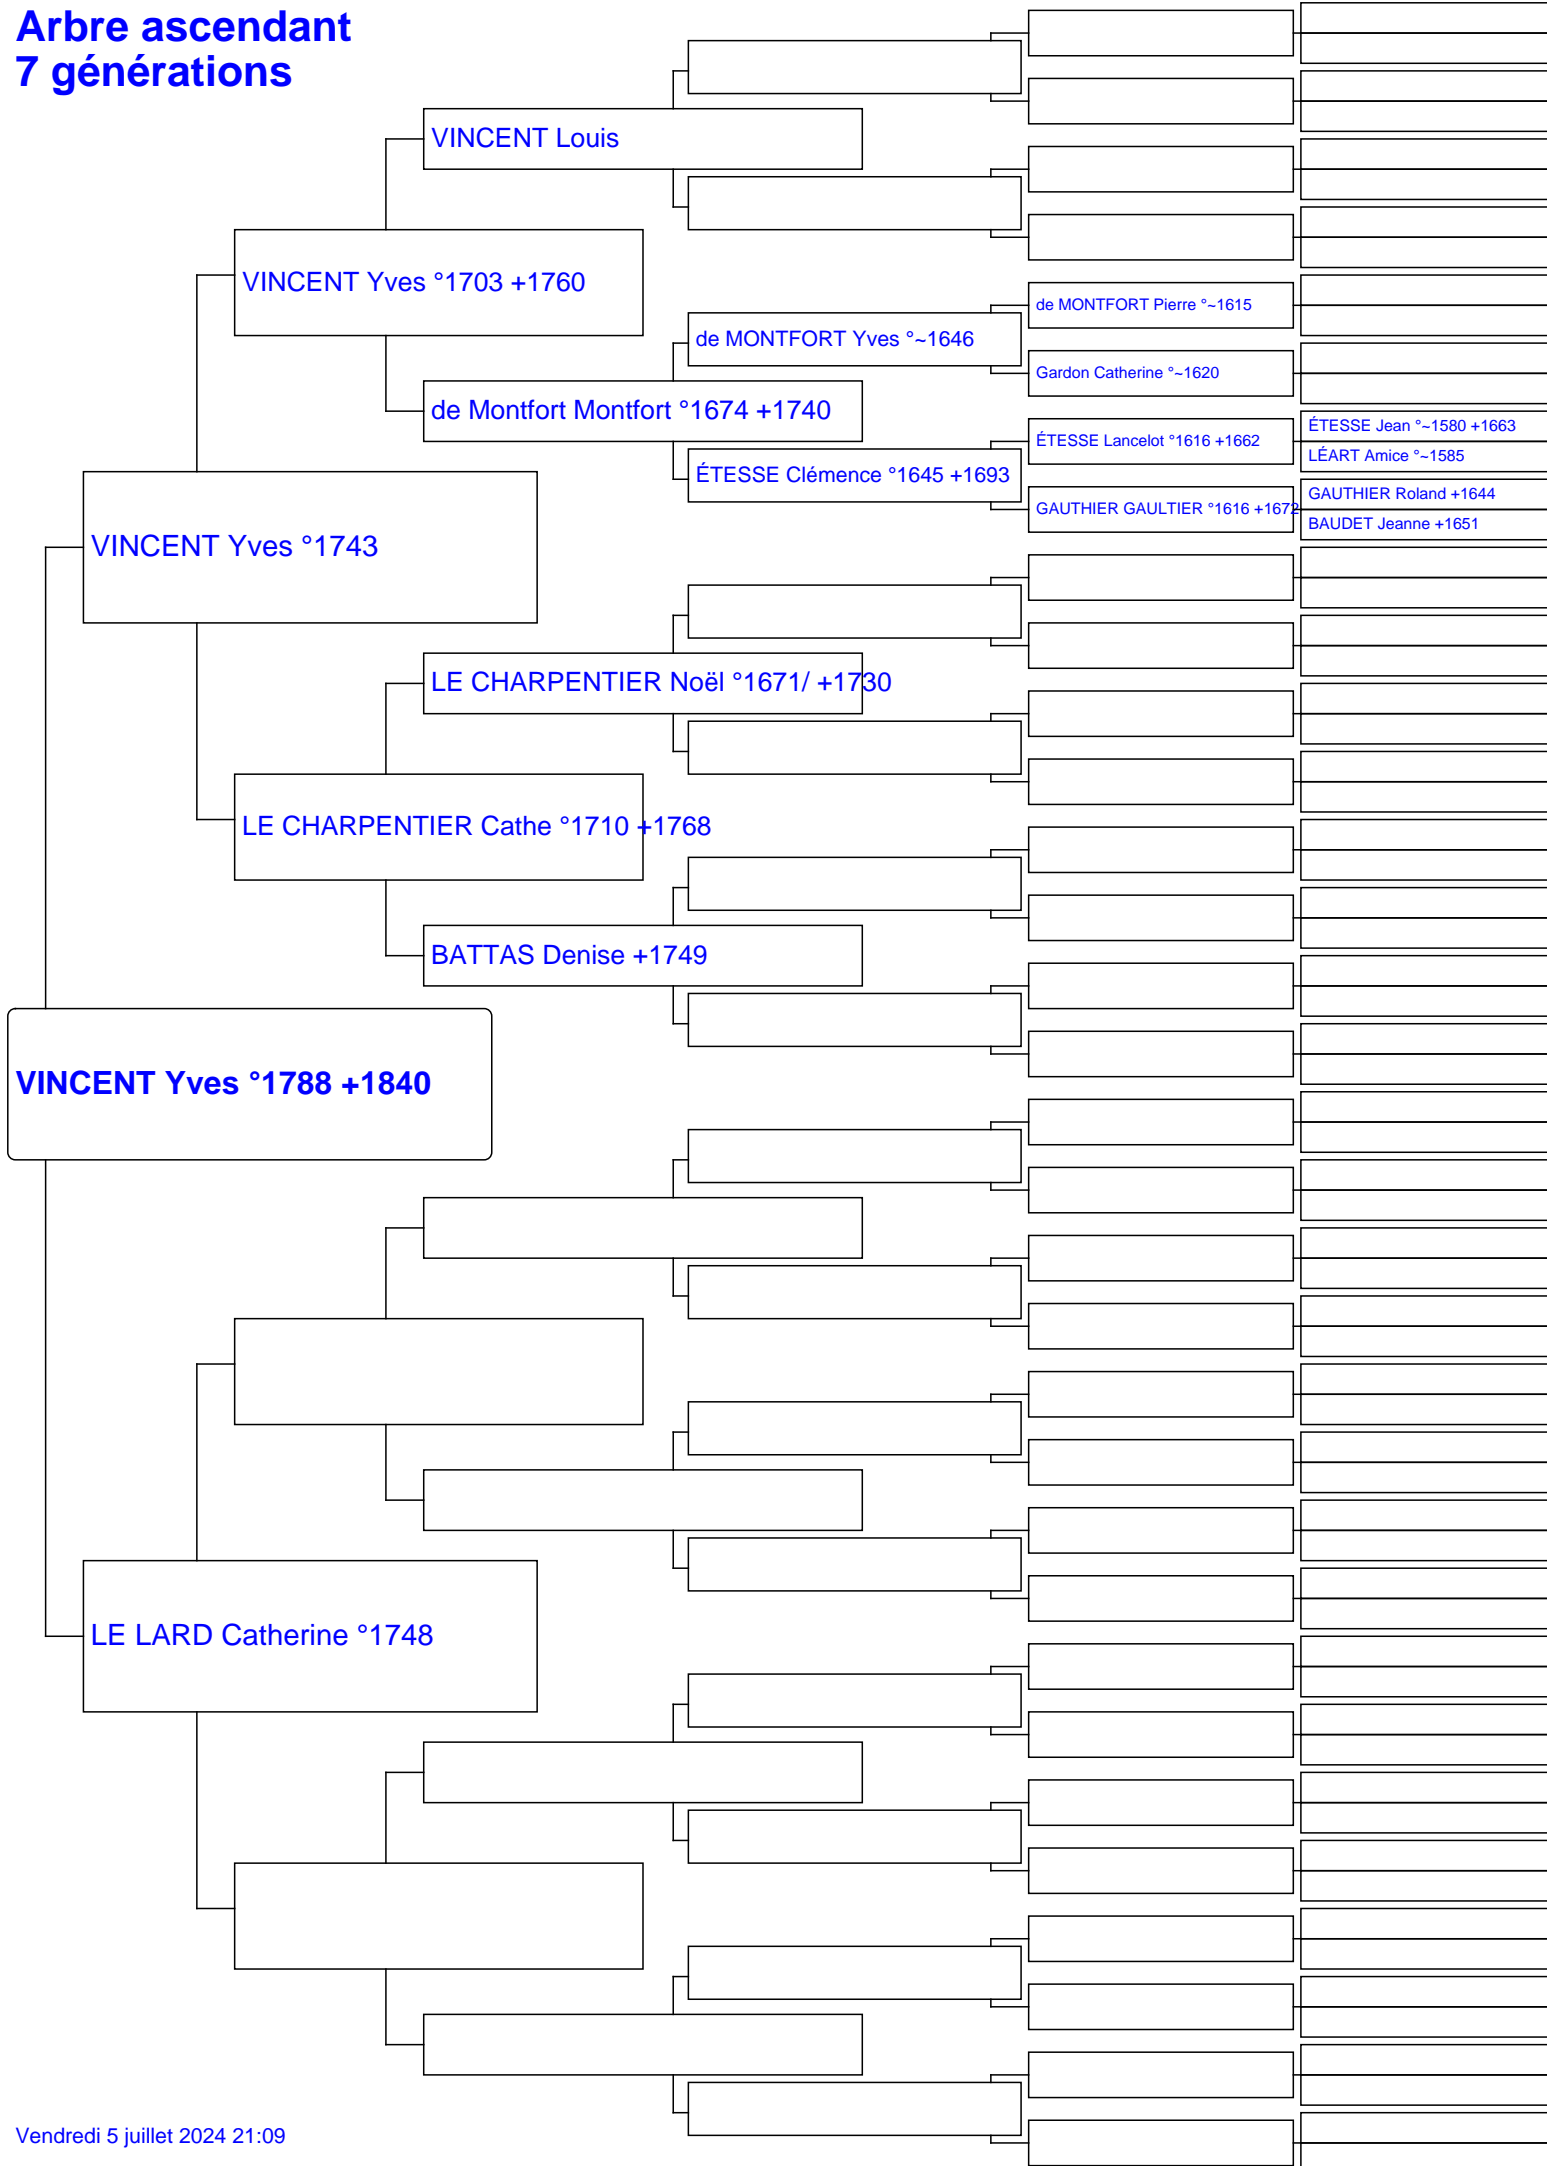 Arbre ascendant
7 générations
VINCENT Louis
VINCENT Yves °1703 +1760
de MONTFORT Pierre °~1615
de MONTFORT Yves °~1646
Gardon Catherine °~1620
de Montfort Montfort °1674 +1740
ÉTESSE Jean °~1580 +1663
ÉTESSE Lancelot °1616 +1662
LÉART Amice °~1585
ÉTESSE Clémence °1645 +1693
GAUTHIER Roland +1644
GAUTHIER GAULTIER °1616 +1672
BAUDET Jeanne +1651
VINCENT Yves °1743
LE CHARPENTIER Noël °1671/ +1730
LE CHARPENTIER Cathe °1710 +1768
BATTAS Denise +1749
VINCENT Yves °1788 +1840
LE LARD Catherine °1748
Vendredi 5 juillet 2024 21:09